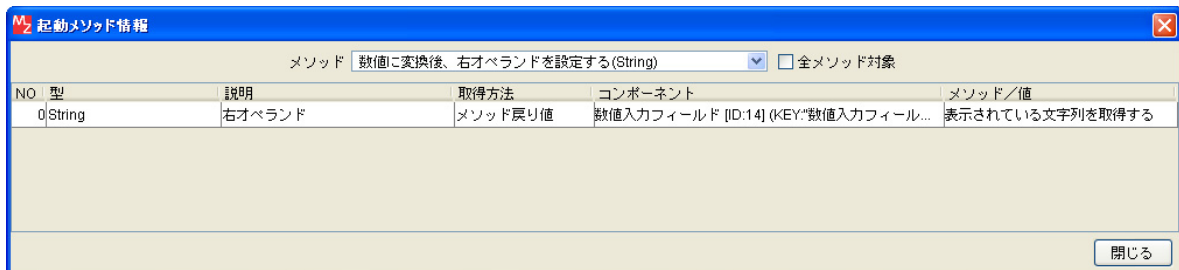 MZ 起動メソッド情報
メソッド 数値に変換後、右オペランドを設定する(String) 全メソッド対象
NO 型 説明 取得方法 コンポーネント メソッド／値
0 String 右オペランド メソッド戻り値 数値入力フィールド [ID:14] (KEY:"数値入力フィール... 表示されている文字列を取得する
閉じる